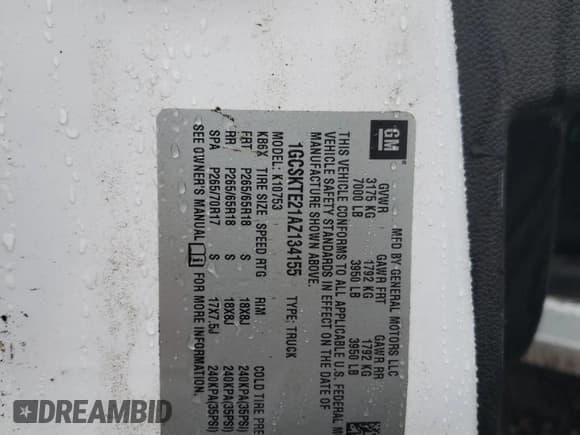 GM
MFD BY GENERAL MOTORS LLC
GVWR GAWR FRT GAWR RR
3175 KG 1792 KG 1792 KG
7000 LB 3950 LB 3950 LB
THIS VEHICLE CONFORMS TO ALL APPLICABLE U.S. FEDERAL M
VEHICLE SAFETY STANDARDS IN EFFECT ON THE DATE OF
MANUFACTURE SHOWN ABOVE.
1GCSKTE21AZ134155 TYPE: TRUCK
MODEL: K10753
K86X TIRE SIZE SPEED RTG RIM COLD TIRE PRE
FRT P265/65R18 S 18X8J 240KPA(35PSI)
RR P265/65R18 S 18X8J 240KPA(35PSI)
SPA P265/70R17 S 17X7.5J 240KPA(35PSI)
SEE OWNER'S MANUAL FOR MORE INFORMATION.
DREAMBID